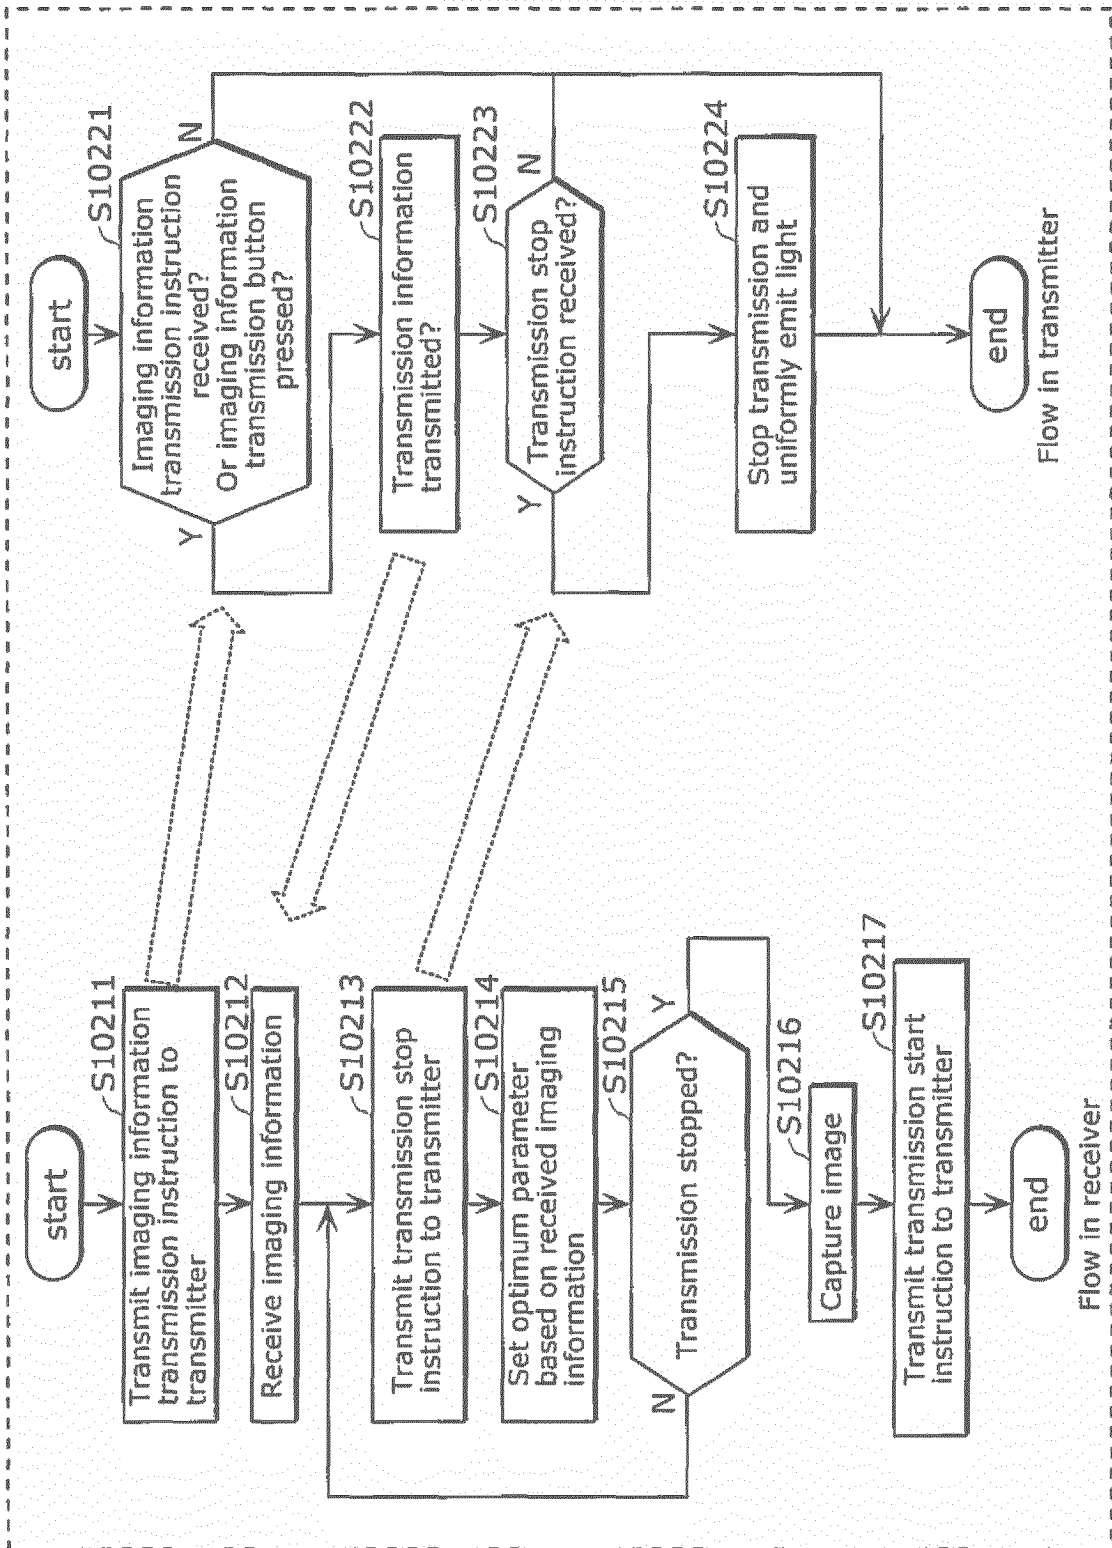 start
S10211
Transmit imaging information
transmission instruction to
transmitter
S10212
Receive imaging information
S10213
Transmit transmission stop
instruction to transmitter
S10214
Set optimum parameter
based on received imaging
information
S10215
Transmission stopped?
Y
N
S10216
Capture image
S10217
Transmit transmission start
instruction to transmitter
end
Flow in receiver
start
S10221
Imaging information
transmission instruction
received?
Or imaging information
transmission button
pressed?
Y
N
S10222
Transmission information
transmitted?
S10223
Transmission stop
instruction received?
Y
N
S10224
Stop transmission and
uniformly emit light
end
Flow in transmitter